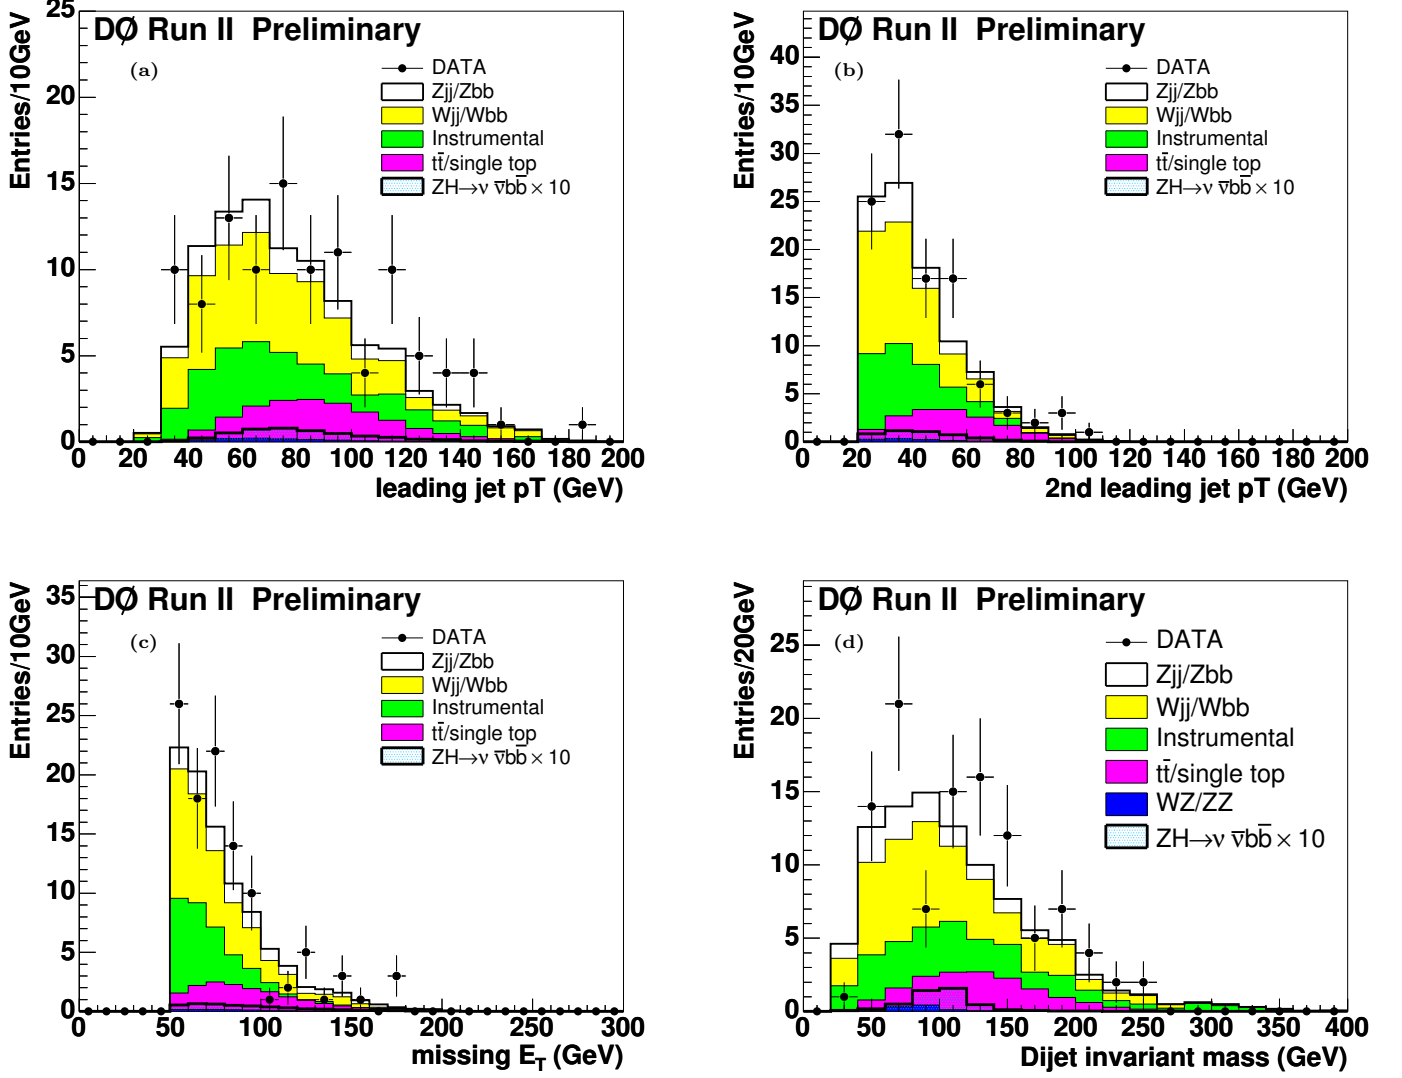 DØ Run II Preliminary
(a)
DATA
Zjj/Zbb
Wjj/Wbb
Instrumental
tt̄/single top
ZH→ν ν̄bb̄ × 10
Entries/10GeV
25
20
15
10
5
0
0 20 40 60 80 100 120 140 160 180 200
leading jet pT (GeV)
DØ Run II Preliminary
(b)
DATA
Zjj/Zbb
Wjj/Wbb
Instrumental
tt̄/single top
ZH→ν ν̄bb̄ × 10
Entries/10GeV
40
35
30
25
20
15
10
5
0
0 20 40 60 80 100 120 140 160 180 200
2nd leading jet pT (GeV)
DØ Run II Preliminary
(c)
DATA
Zjj/Zbb
Wjj/Wbb
Instrumental
tt̄/single top
ZH→ν ν̄bb̄ × 10
Entries/10GeV
35
30
25
20
15
10
5
0
0 50 100 150 200 250 300
missing E_T (GeV)
DØ Run II Preliminary
(d)
DATA
Zjj/Zbb
Wjj/Wbb
Instrumental
tt̄/single top
WZ/ZZ
ZH→ν ν̄bb̄ × 10
Entries/20GeV
25
20
15
10
5
0
0 50 100 150 200 250 300 350 400
Dijet invariant mass (GeV)